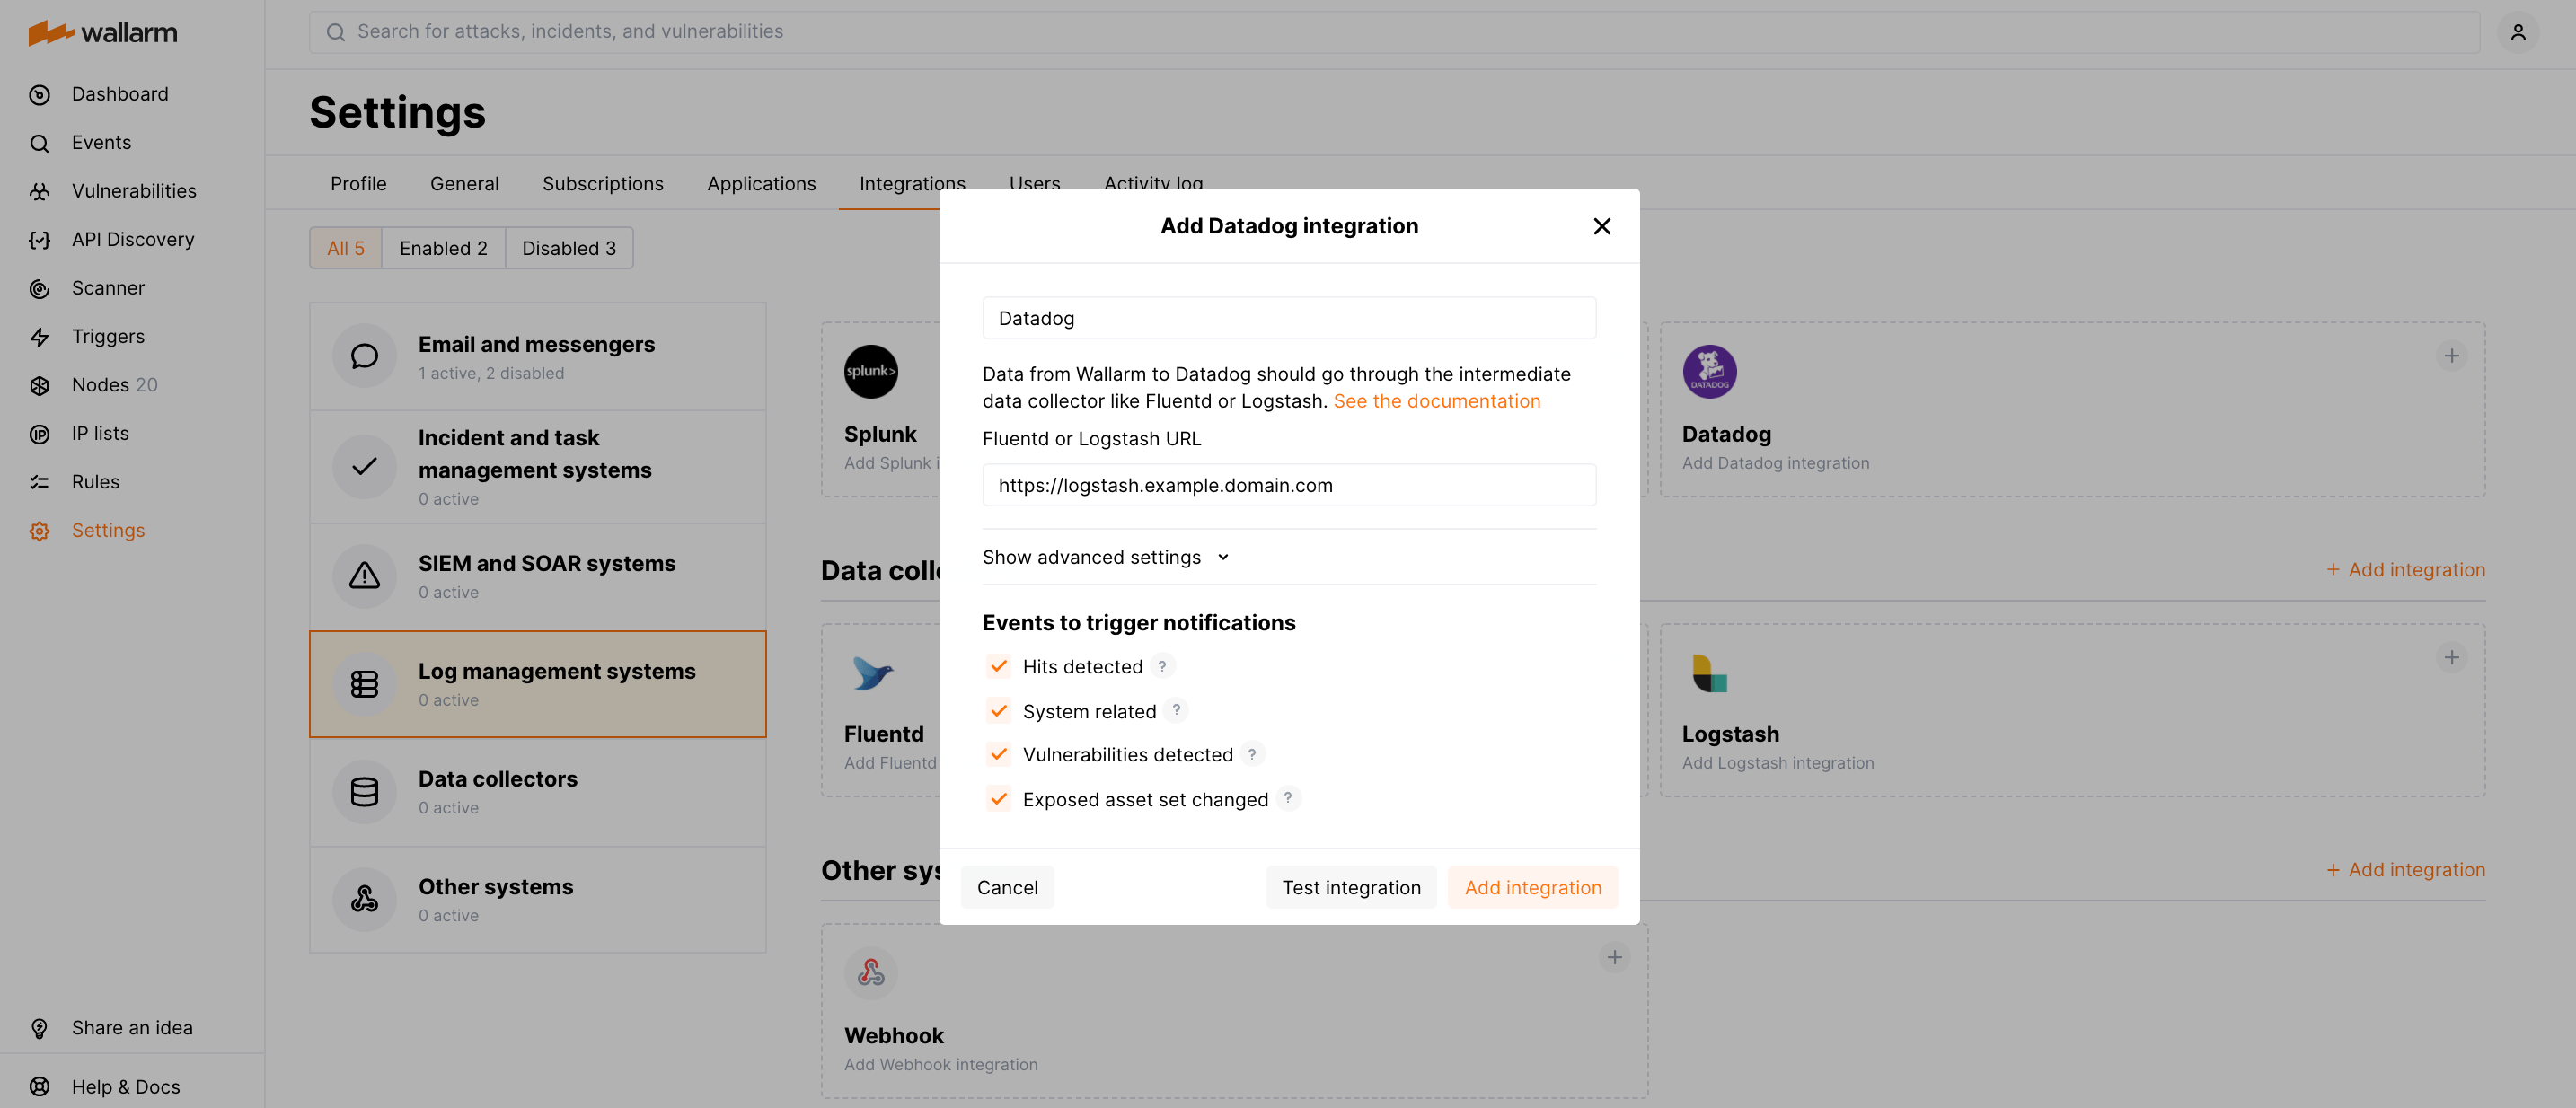 wallarm
Search for attacks, incidents, and vulnerabilities
Dashboard
Events
Vulnerabilities
API Discovery
Scanner
Triggers
Nodes 20
IP lists
Rules
Settings
Share an idea
Help & Docs
Settings
Profile General Subscriptions Applications Integrations Users Activity log
All 5 Enabled 2 Disabled 3
Email and messengers
1 active, 2 disabled
Incident and task
management systems
0 active
SIEM and SOAR systems
0 active
Log management systems
0 active
Data collectors
0 active
Other systems
0 active
splunk>
Splunk
Add Splunk i
DATADOG
Datadog
Add Datadog integration
Data coll
+ Add integration
Fluentd
Add Fluentd
Logstash
Add Logstash integration
Other sys
+ Add integration
Webhook
Add Webhook integration
Add Datadog integration
Datadog
Data from Wallarm to Datadog should go through the intermediate
data collector like Fluentd or Logstash. See the documentation
Fluentd or Logstash URL
https://logstash.example.domain.com
Show advanced settings
Events to trigger notifications
Hits detected ?
System related ?
Vulnerabilities detected ?
Exposed asset set changed ?
Cancel Test integration Add integration